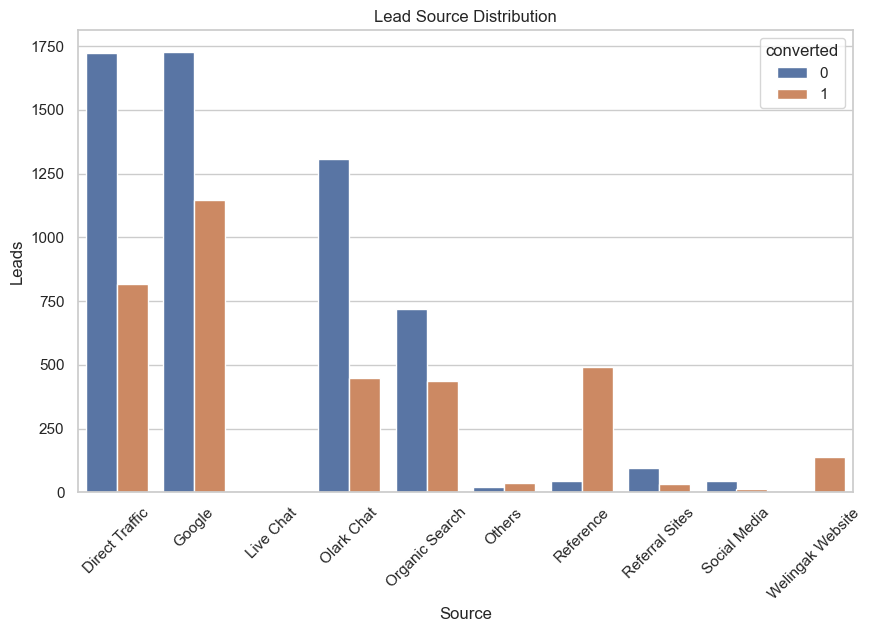 Lead Source Distribution
converted
0
1
1750
1500
1250
1000
750
500
250
0
Leads
Direct Traffic
Google
Live Chat
Olark Chat
Organic Search
Others
Reference
Referral Sites
Social Media
Welingak Website
Source